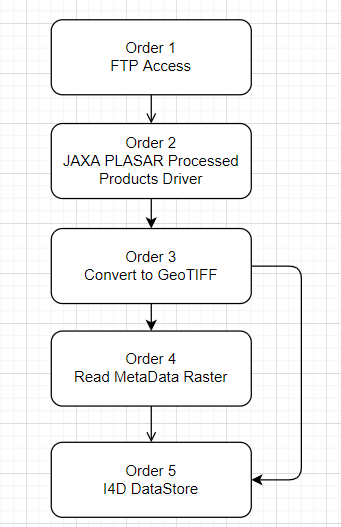 Order 1
FTP Access
Order 2
JAXA PLASAR Processed
Products Driver
Order 3
Convert to GeoTIFF
Order 4
Read MetaData Raster
Order 5
I4D DataStore